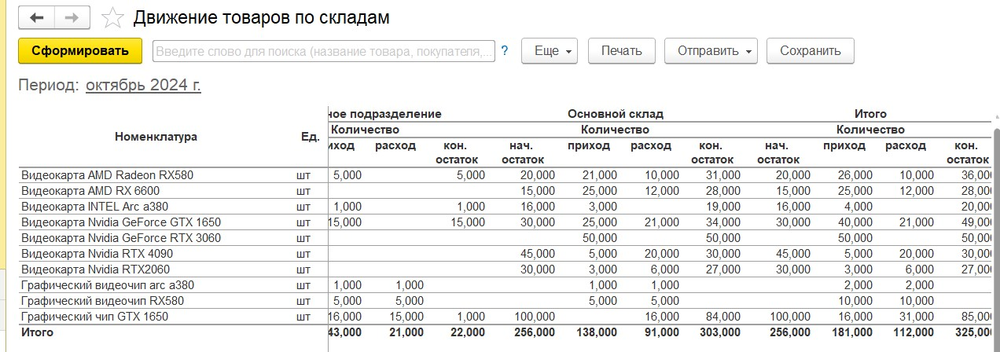 Движение товаров по складам
Сформировать Введите слово для поиска (название товара, покупателя,... ? Еще Печать Отправить Сохранить
Период: октябрь 2024 г.
ное подразделение Основной склад Итого
Номенклатура Ед. Количество Количество Количество
иход расход кон. остаток нач. остаток приход расход кон. остаток нач. остаток приход расход кон. остаток
Видеокарта AMD Radeon RX580 шт 5,000 5,000 20,000 21,000 10,000 31,000 20,000 26,000 10,000 36,000
Видеокарта AMD RX 6600 шт 15,000 25,000 12,000 28,000 15,000 25,000 12,000 28,000
Видеокарта INTEL Arc a380 шт 1,000 1,000 16,000 3,000 19,000 16,000 4,000 20,000
Видеокарта Nvidia GeForce GTX 1650 шт 15,000 15,000 30,000 25,000 21,000 34,000 30,000 40,000 21,000 49,000
Видеокарта Nvidia GeForce RTX 3060 шт 50,000 50,000 50,000 50,000
Видеокарта Nvidia RTX 4090 шт 45,000 5,000 20,000 30,000 45,000 5,000 20,000 30,000
Видеокарта Nvidia RTX2060 шт 30,000 3,000 6,000 27,000 30,000 3,000 6,000 27,000
Графический видеочип arc a380 шт 1,000 1,000 1,000 1,000 2,000 2,000
Графический видеочип RX580 шт 5,000 5,000 5,000 5,000 10,000 10,000
Графический чип GTX 1650 шт 16,000 15,000 1,000 100,000 16,000 84,000 100,000 16,000 31,000 85,000
Итого 43,000 21,000 22,000 256,000 138,000 91,000 303,000 256,000 181,000 112,000 325,000